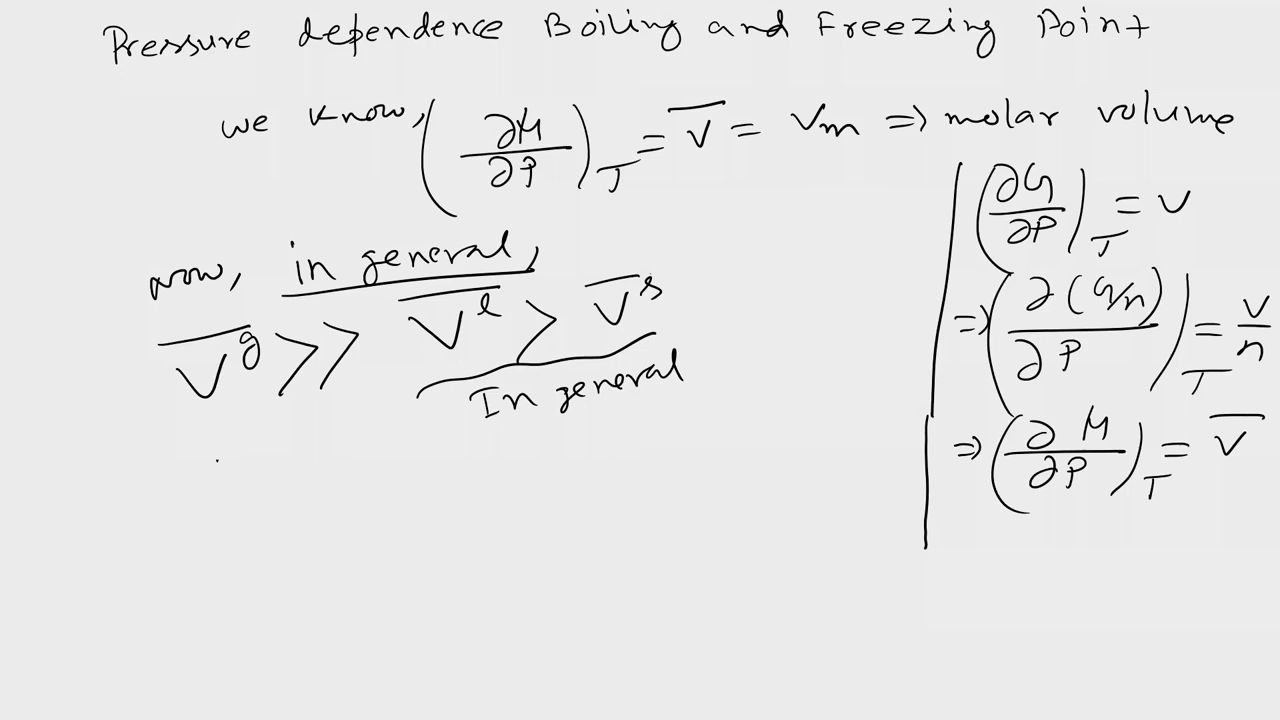 Pressure dependence Boiling and Freezing Point
we know, (∂μ/∂P)_T = V̅ = Vm ⇒ molar volume
now, in general,
V̅^g >> V̅^l > V̅^s
In general
(∂G/∂P)_T = V
⇒ (∂(G/n)/∂P)_T = V/n
⇒ (∂μ/∂P)_T = V̅